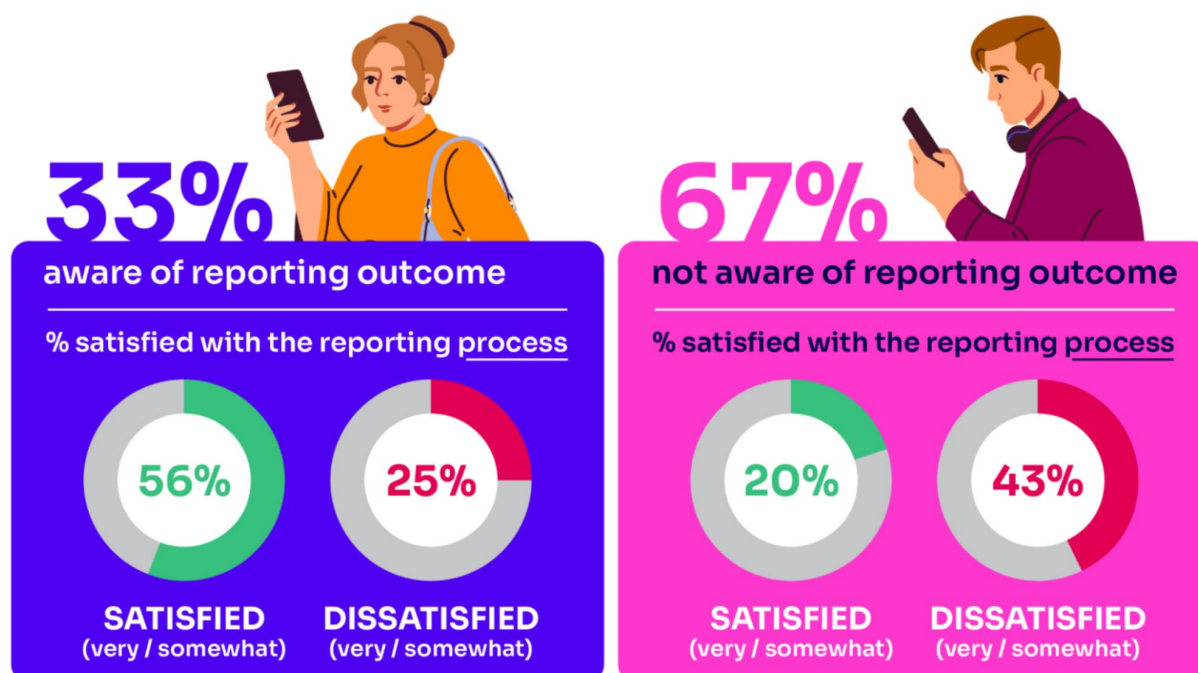 33%
aware of reporting outcome
% satisfied with the reporting process
56%
25%
SATISFIED
(very / somewhat)
DISSATISFIED
(very / somewhat)
67%
not aware of reporting outcome
% satisfied with the reporting process
20%
43%
SATISFIED
(very / somewhat)
DISSATISFIED
(very / somewhat)